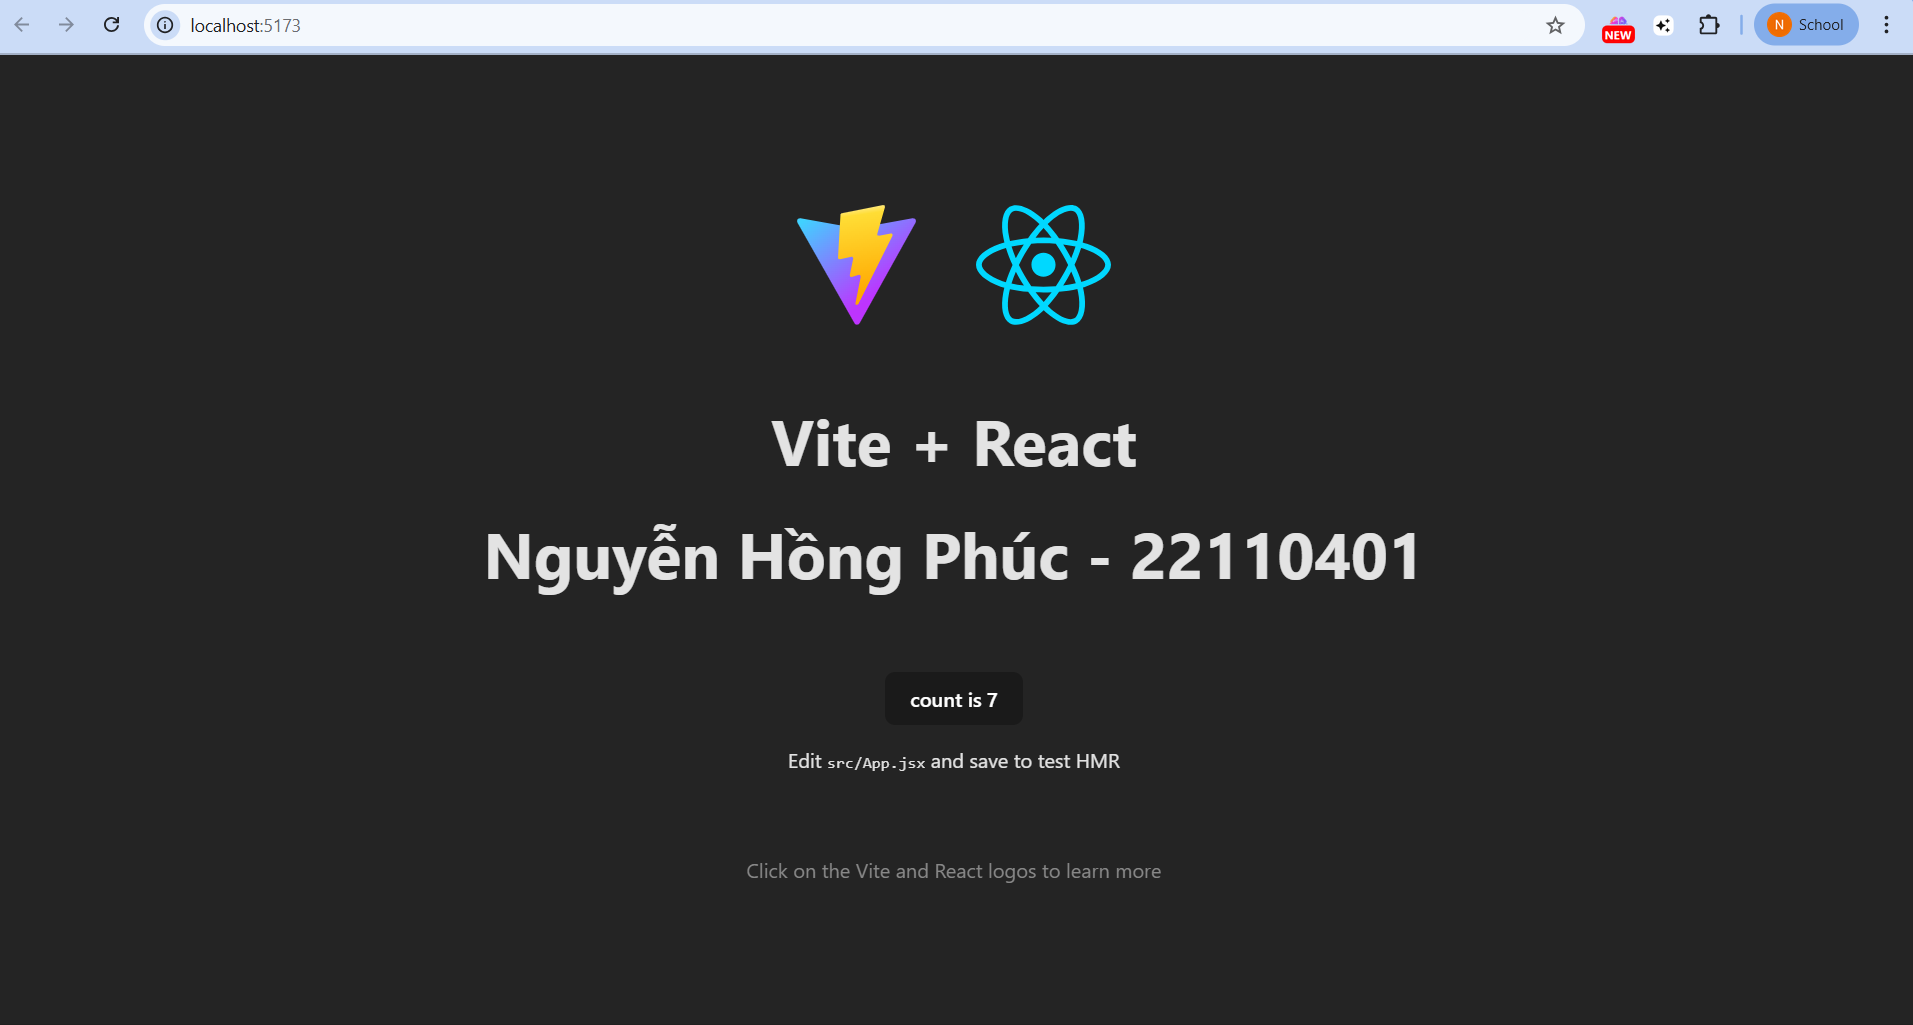 localhost:5173
NEW
N School
Vite + React
Nguyễn Hồng Phúc - 22110401
count is 7
Edit src/App.jsx and save to test HMR
Click on the Vite and React logos to learn more